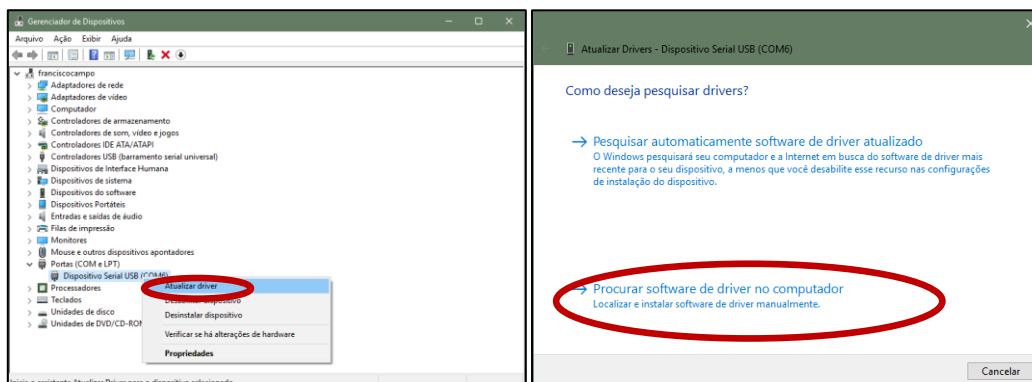 Gerenciador de Dispositivos
Arquivo Ação Exibir Ajuda
franciscocampo
Adaptadores de rede
Adaptadores de vídeo
Computador
Controladores de armazenamento
Controladores de som, vídeo e jogos
Controladores IDE ATA/ATAPI
Controladores USB (barramento serial universal)
Dispositivos de Interface Humana
Dispositivos de sistema
Dispositivos do software
Dispositivos Portáteis
Entradas e saídas de áudio
Filas de impressão
Monitores
Mouse e outros dispositivos apontadores
Portas (COM e LPT)
Dispositivo Serial USB (COM6)
Processadores
Teclados
Unidades de disco
Unidades de DVD/CD-ROM
Atualizar driver
Desabilitar dispositivo
Desinstalar dispositivo
Verificar se há alterações de hardware
Propriedades
Atualizar Drivers - Dispositivo Serial USB (COM6)
Como deseja pesquisar drivers?
Pesquisar automaticamente software de driver atualizado
O Windows pesquisará seu computador e a Internet em busca do software de driver mais
recente para o seu dispositivo, a menos que você desabilite esse recurso nas configurações
de instalação do dispositivo.
Procurar software de driver no computador
Localizar e instalar software de driver manualmente.
Cancelar